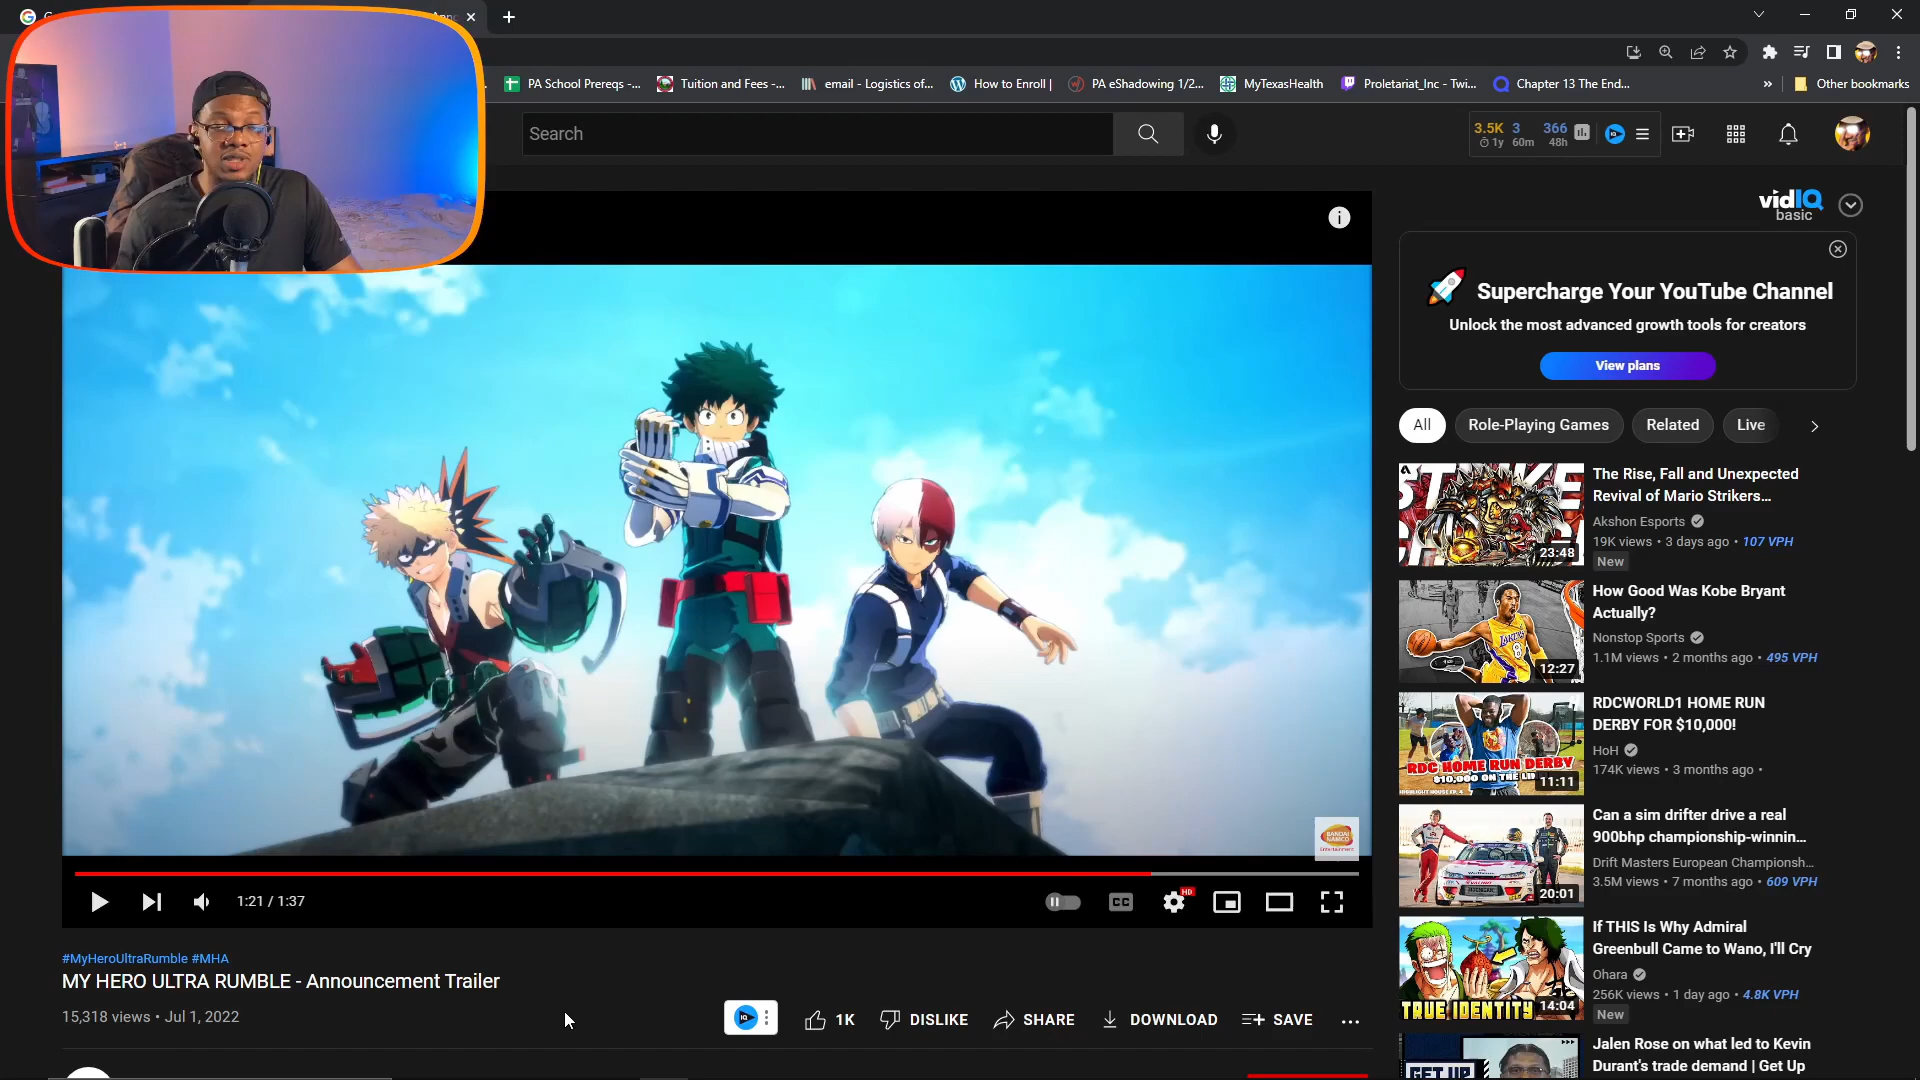 PA School Prereqs -...
Tuition and Fees -...
email - Logistics of...
How to Enroll |
PA eShadowing 1/2...
MyTexasHealth
Proletariat_Inc - Twi...
Chapter 13 The End...
»
Other bookmarks
Search
3.5K 3 366
1y 60m 48h
vidIQ
basic
Supercharge Your YouTube Channel
Unlock the most advanced growth tools for creators
View plans
All
Role-Playing Games
Related
Live
The Rise, Fall and Unexpected
Revival of Mario Strikers...
Akshon Esports
19K views • 3 days ago • 107 VPH
New
23:48
How Good Was Kobe Bryant
Actually?
Nonstop Sports
1.1M views • 2 months ago • 495 VPH
12:27
RDCWORLD1 HOME RUN
DERBY FOR $10,000!
HoH
174K views • 3 months ago •
RDC HOME RUN DERBY
11:11
Can a sim drifter drive a real
900bhp championship-winnin...
Drift Masters European Championsh...
3.5M views • 7 months ago • 609 VPH
20:01
If THIS Is Why Admiral
Greenbull Came to Wano, I'll Cry
Ohara
256K views • 1 day ago • 4.8K VPH
New
TRUE IDENTITY
14:04
Jalen Rose on what led to Kevin
Durant's trade demand | Get Up
GET UP
BANDAI
NAMCO
Entertainment
1:21 / 1:37
CC
HD
#MyHeroUltraRumble #MHA
MY HERO ULTRA RUMBLE - Announcement Trailer
15,318 views • Jul 1, 2022
IQ
1K
DISLIKE
SHARE
DOWNLOAD
SAVE